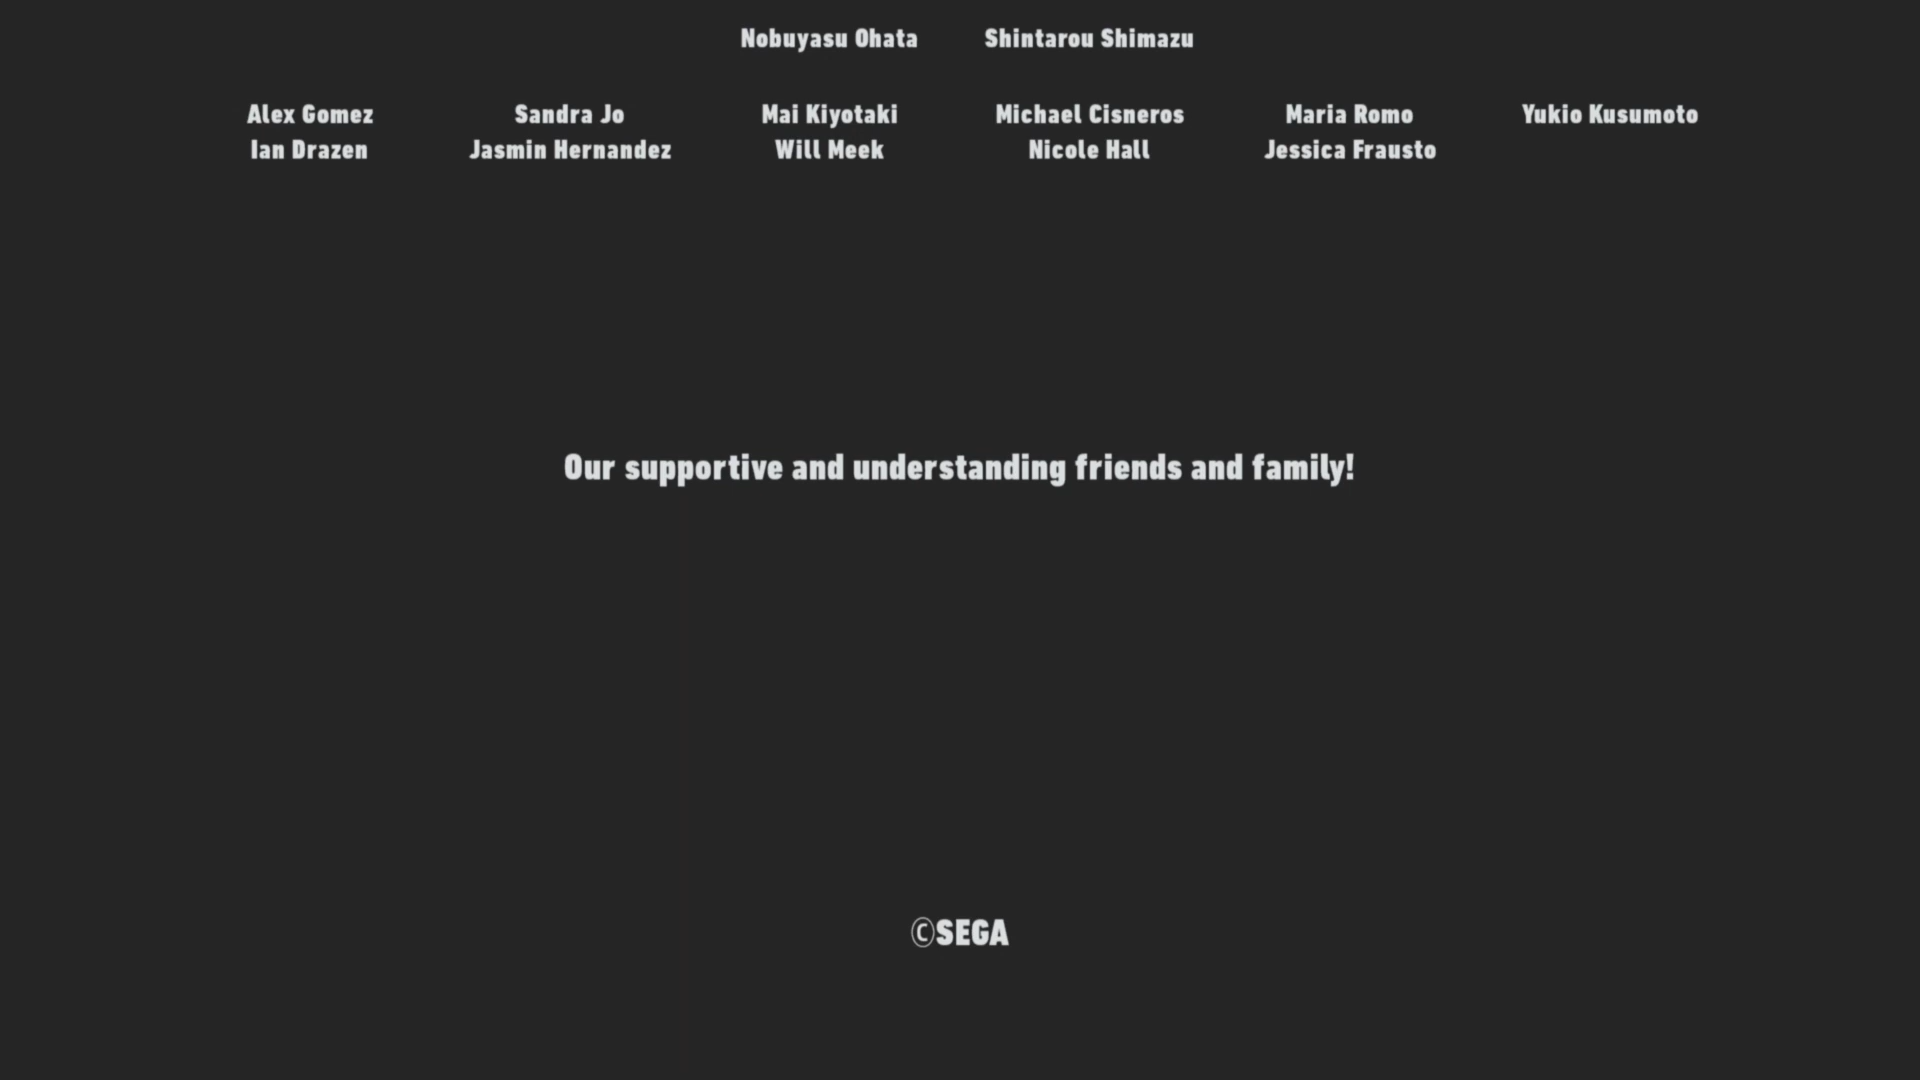 Nobuyasu Ohata Shintarou Shimazu
Alex Gomez Sandra Jo Mai Kiyotaki Michael Cisneros Maria Romo Yukio Kusumoto
Ian Drazen Jasmin Hernandez Will Meek Nicole Hall Jessica Frausto
Our supportive and understanding friends and family!
©SEGA